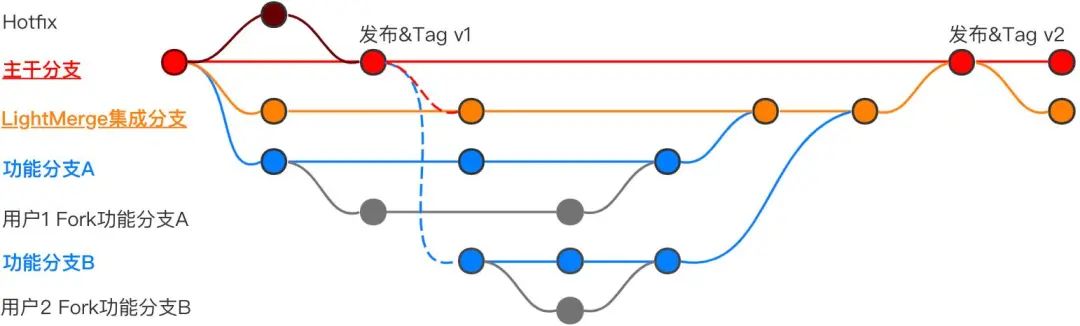 Hotfix
发布&Tag v1
发布&Tag v2
主干分支
LightMerge集成分支
功能分支A
用户1 Fork功能分支A
功能分支B
用户2 Fork功能分支B